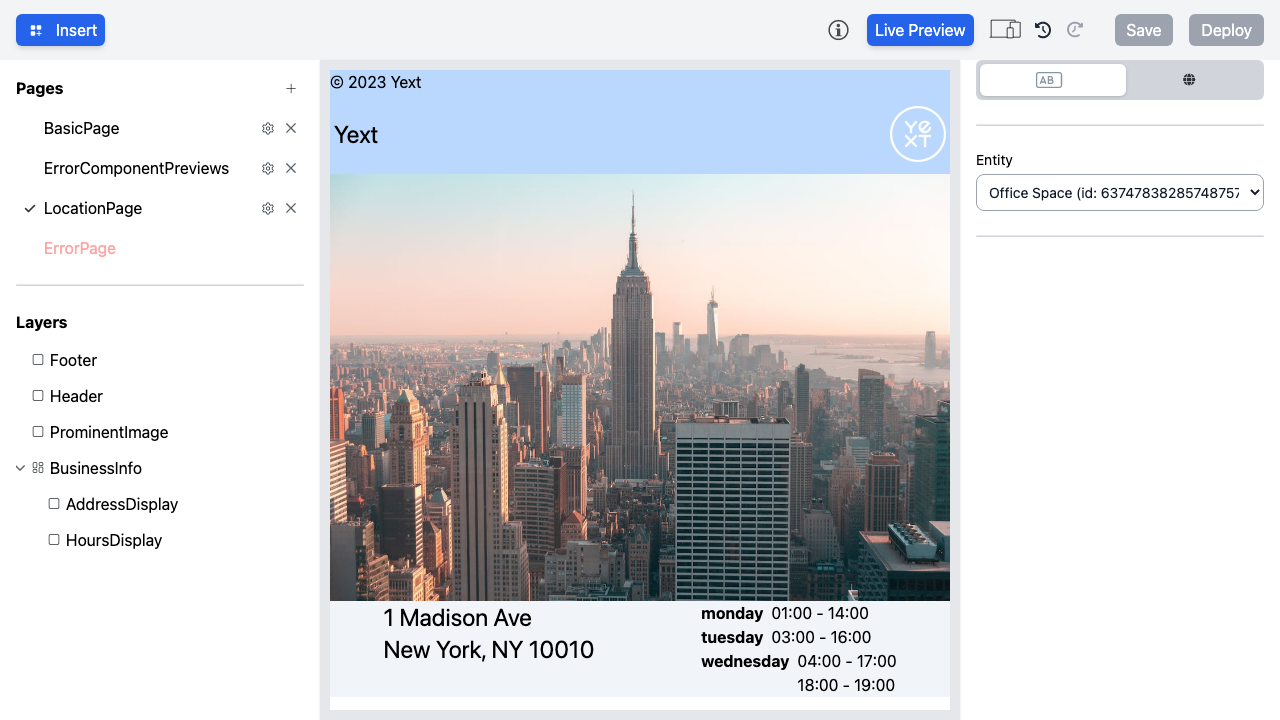 Insert
Live Preview
Save
Deploy
Pages
BasicPage
ErrorComponentPreviews
LocationPage
ErrorPage
Layers
Footer
Header
ProminentImage
BusinessInfo
AddressDisplay
HoursDisplay
© 2023 Yext
Yext
YEXT
1 Madison Ave
New York, NY 10010
monday 01:00 - 14:00
tuesday 03:00 - 16:00
wednesday 04:00 - 17:00
18:00 - 19:00
AB
Entity
Office Space (id: 63747838285748757